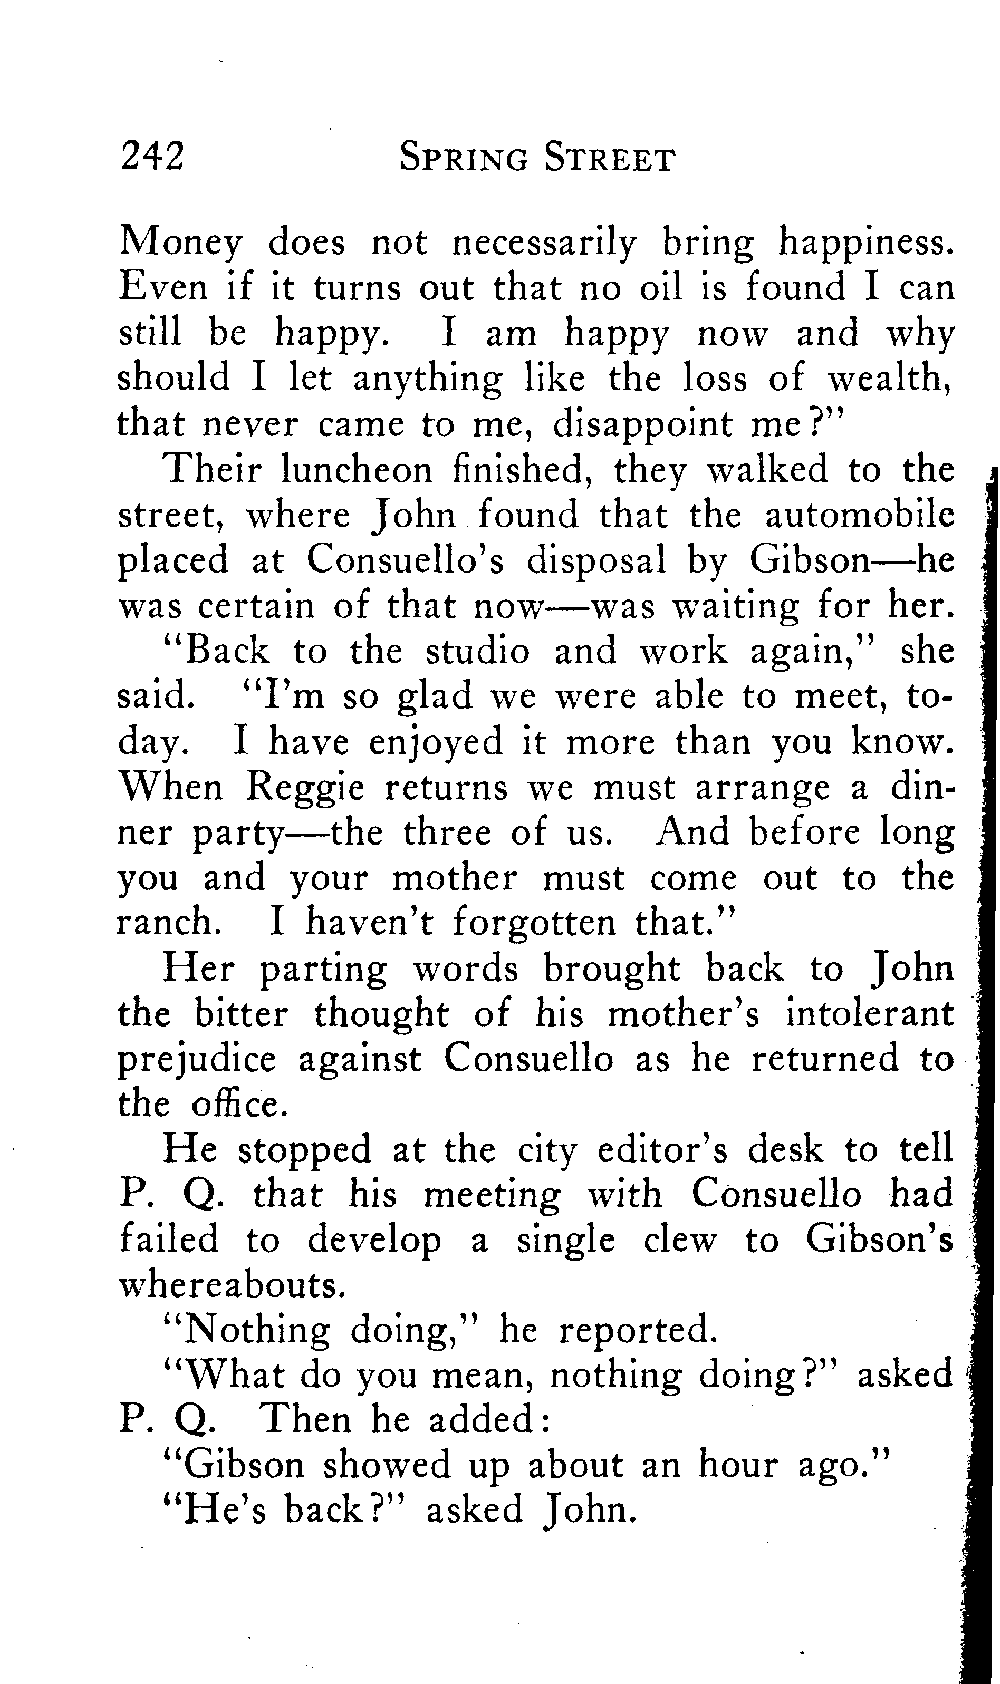 242 SPRING STREET
Money does not necessarily bring happiness.
Even if it turns out that no oil is found I can
still be happy. I am happy now and why
should I let anything like the loss of wealth,
that never came to me, disappoint me?"
Their luncheon finished, they walked to the
street, where John found that the automobile
placed at Consuello's disposal by Gibson—he
was certain of that now—was waiting for her.
"Back to the studio and work again," she
said. "I'm so glad we were able to meet, to-
day. I have enjoyed it more than you know.
When Reggie returns we must arrange a din-
ner party—the three of us. And before long
you and your mother must come out to the
ranch. I haven't forgotten that."
Her parting words brought back to John
the bitter thought of his mother's intolerant
prejudice against Consuello as he returned to
the office.
He stopped at the city editor's desk to tell
P. Q. that his meeting with Consuello had
failed to develop a single clew to Gibson's
whereabouts.
"Nothing doing," he reported.
"What do you mean, nothing doing?" asked
P. Q. Then he added:
"Gibson showed up about an hour ago."
"He's back?" asked John.